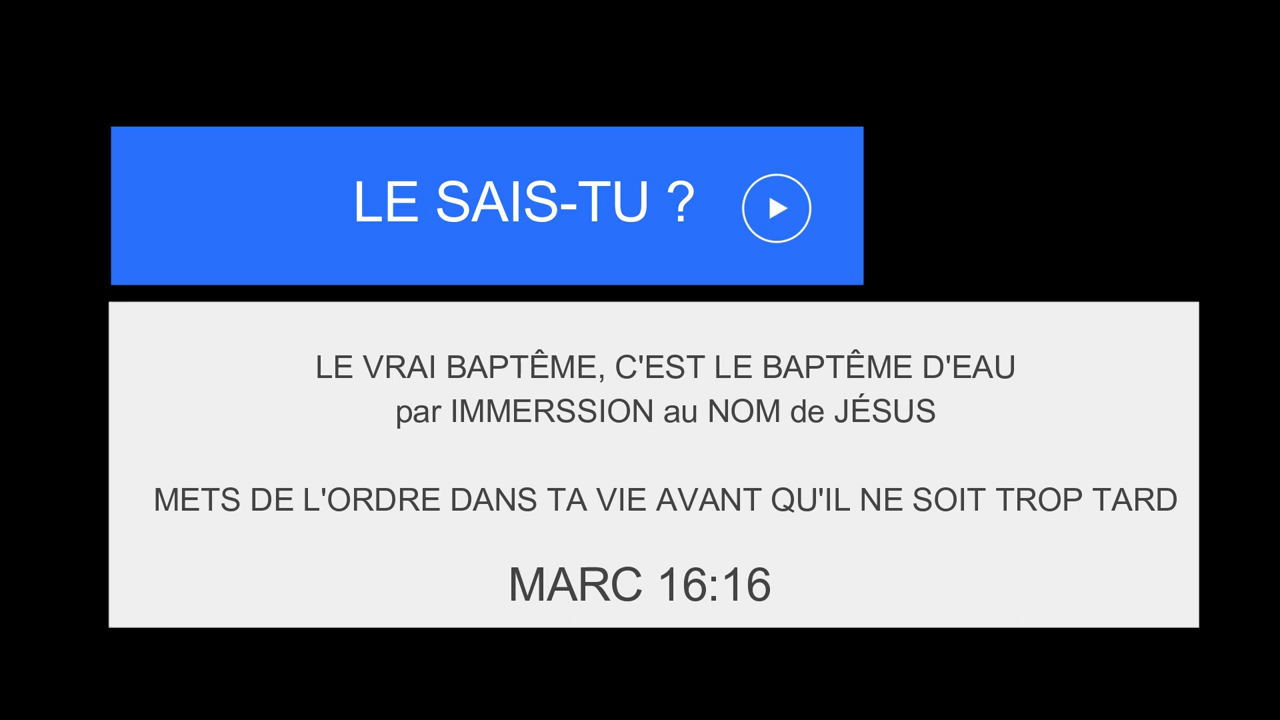 LE SAIS-TU ?
LE VRAI BAPTÊME, C'EST LE BAPTÊME D'EAU
par IMMERSSION au NOM de JÉSUS
METS DE L'ORDRE DANS TA VIE AVANT QU'IL NE SOIT TROP TARD
MARC 16:16